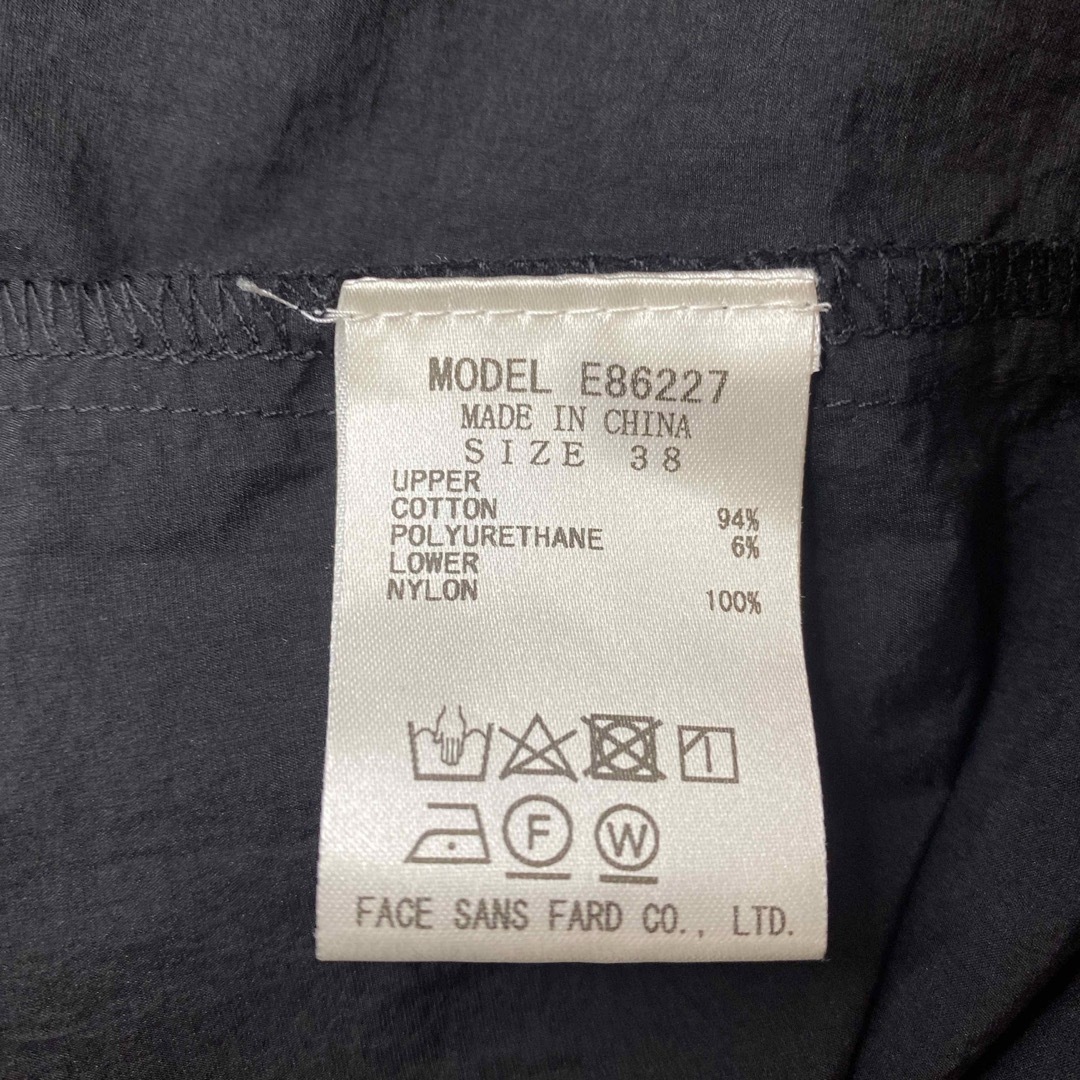 MODEL E86227
MADE IN CHINA
SIZE 38
UPPER
COTTON 94%
POLYURETHANE 6%
LOWER
NYLON 100%
F W
FACE SANS FARD CO., LTD.